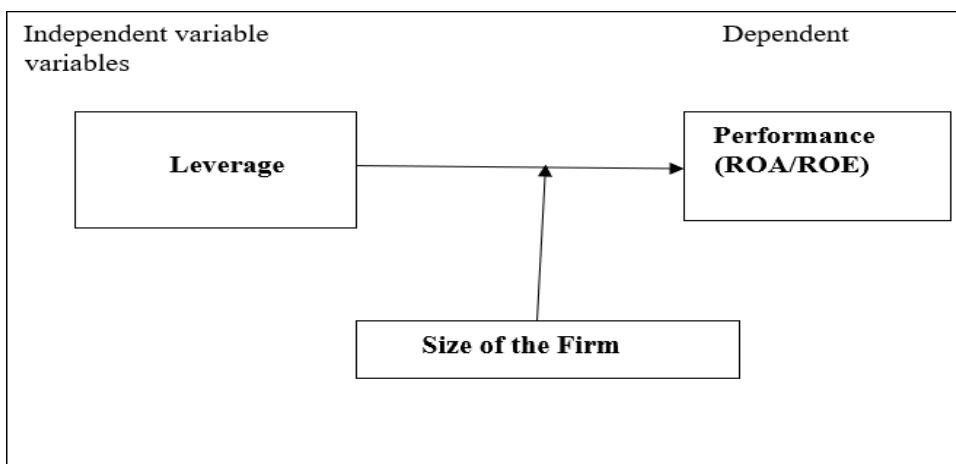 Independent variable
Dependent
variables
Leverage
Performance
(ROA/ROE)
Size of the Firm